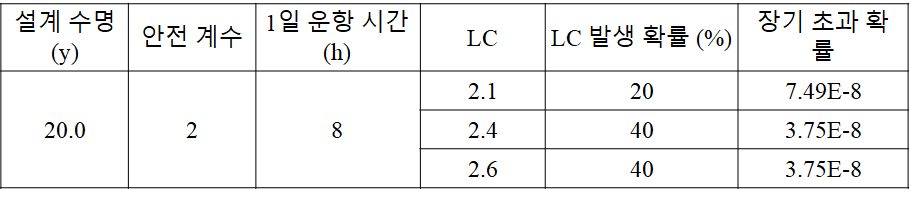 설계 수명 안전 계수 1일 운항 시간 LC LC 발생 확률 (%) 장기 초과 확
(y) (h) 률
20.0 2 8 2.1 20 7.49E-8
2.4 40 3.75E-8
2.6 40 3.75E-8